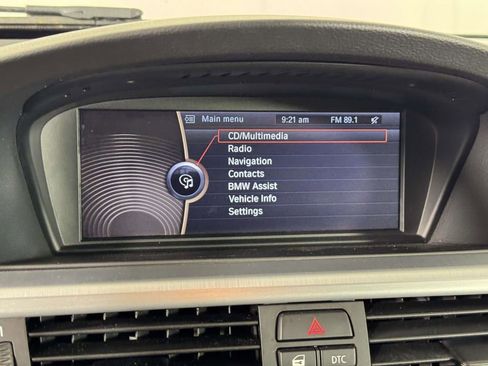 Main menu 9:21 am FM 89.1
CD/Multimedia
Radio
Navigation
Contacts
BMW Assist
Vehicle Info
Settings
DTC